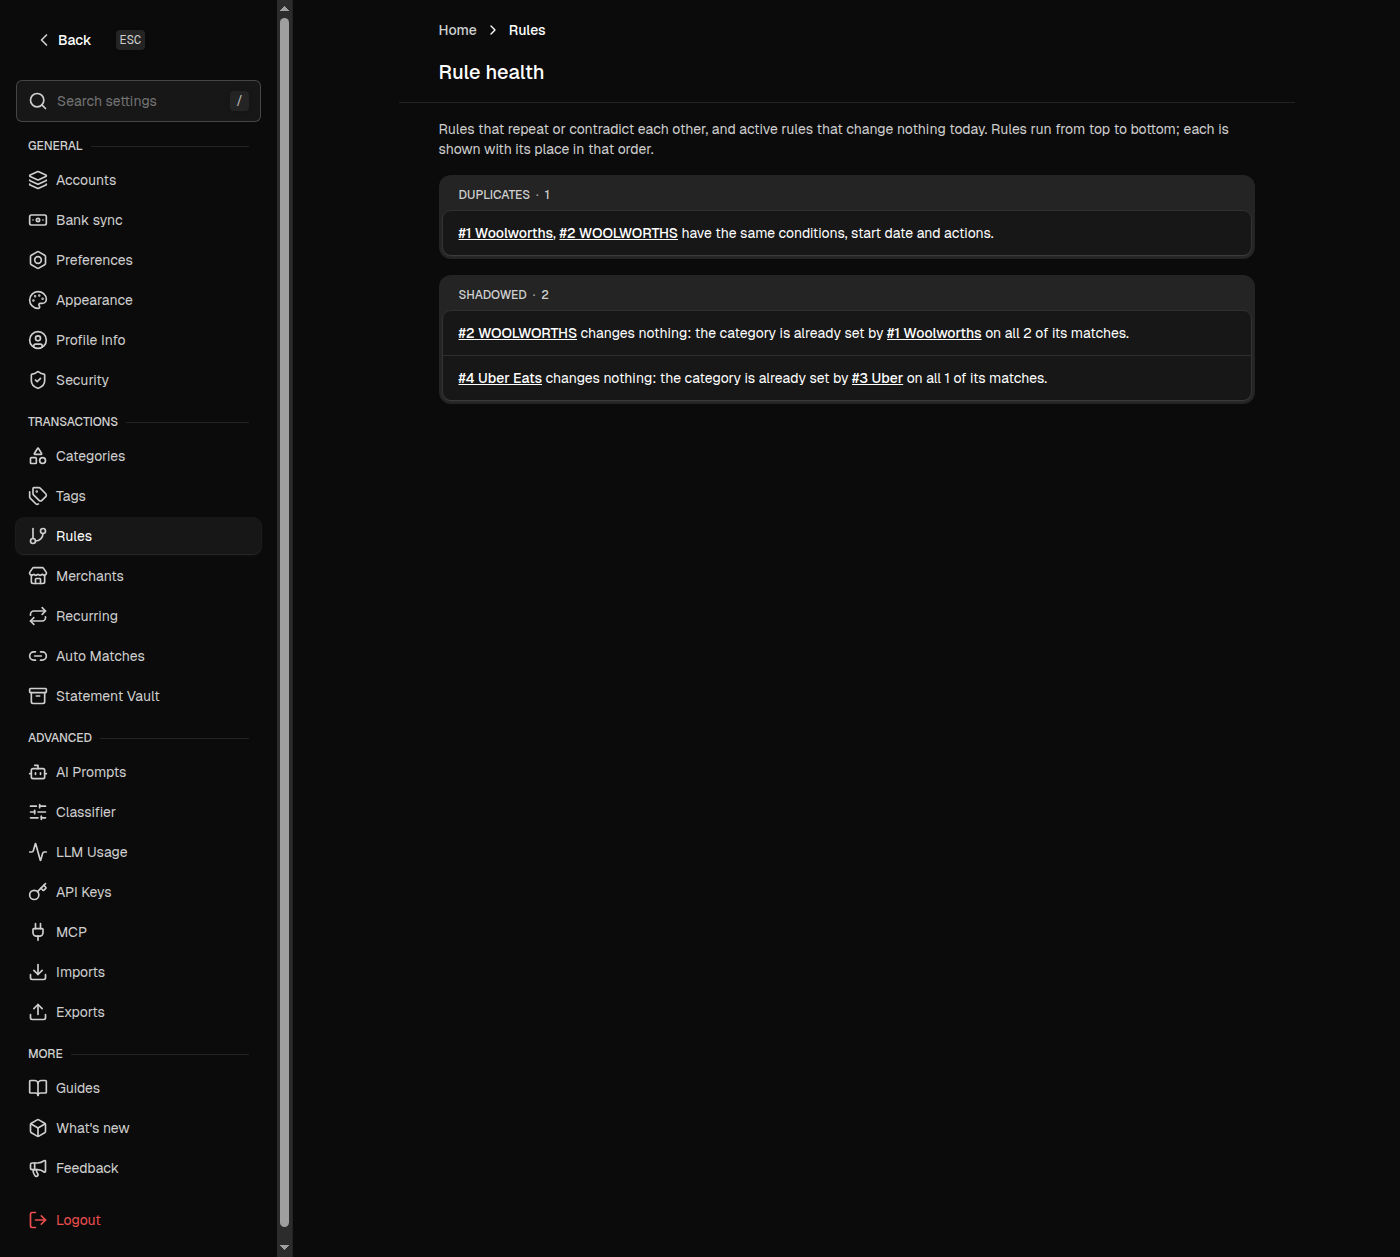 Back ESC
Search settings /
GENERAL
Accounts
Bank sync
Preferences
Appearance
Profile Info
Security
TRANSACTIONS
Categories
Tags
Rules
Merchants
Recurring
Auto Matches
Statement Vault
ADVANCED
AI Prompts
Classifier
LLM Usage
API Keys
MCP
Imports
Exports
MORE
Guides
What's new
Feedback
Logout
Home > Rules
Rule health
Rules that repeat or contradict each other, and active rules that change nothing today. Rules run from top to bottom; each is
shown with its place in that order.
DUPLICATES · 1
#1 Woolworths, #2 WOOLWORTHS have the same conditions, start date and actions.
SHADOWED · 2
#2 WOOLWORTHS changes nothing: the category is already set by #1 Woolworths on all 2 of its matches.
#4 Uber Eats changes nothing: the category is already set by #3 Uber on all 1 of its matches.